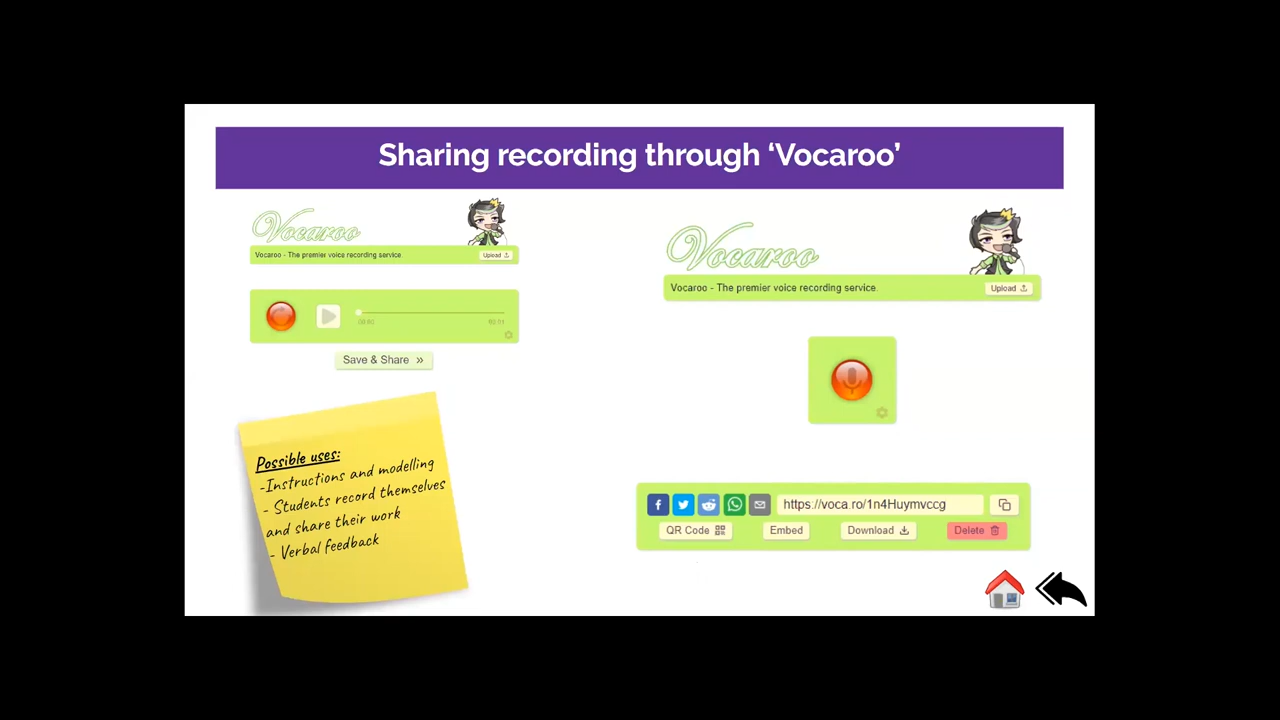 Sharing recording through ‘Vocaroo’
Vocaroo
Vocaroo - The premier voice recording service
Upload
Save & Share »
Possible uses:
-Instructions and modelling
- Students record themselves
and share their work
- Verbal feedback
Vocaroo
Vocaroo - The premier voice recording service.
Upload
https://voca.ro/1n4Huymvccg
QR Code
Embed
Download
Delete